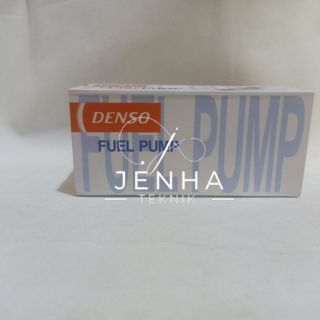 DENSO
FUEL PUMP
FUEL PUMP
JENHA
TEKNIK